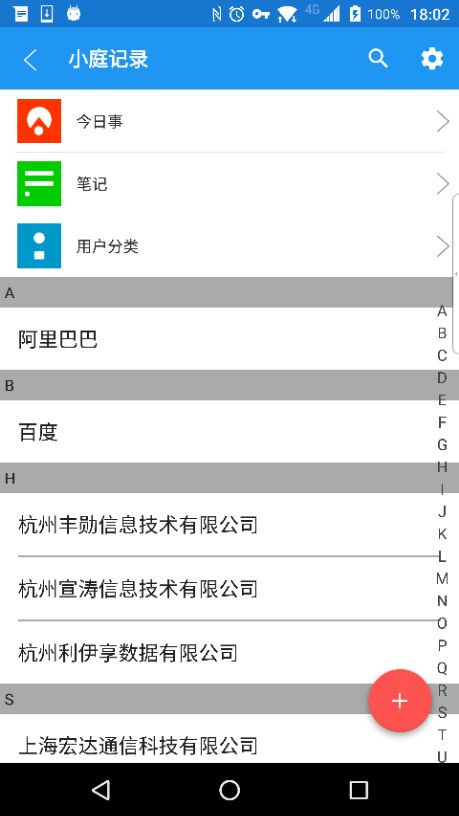 4G 100% 18:02
小庭记录
今日事
笔记
用户分类
A
阿里巴巴
B
百度
H
杭州丰勋信息技术有限公司
杭州宣涛信息技术有限公司
杭州利伊享数据有限公司
S
上海宏达通信科技有限公司
+
A
B
C
D
E
F
G
H
I
J
K
L
M
N
O
P
Q
R
S
T
U